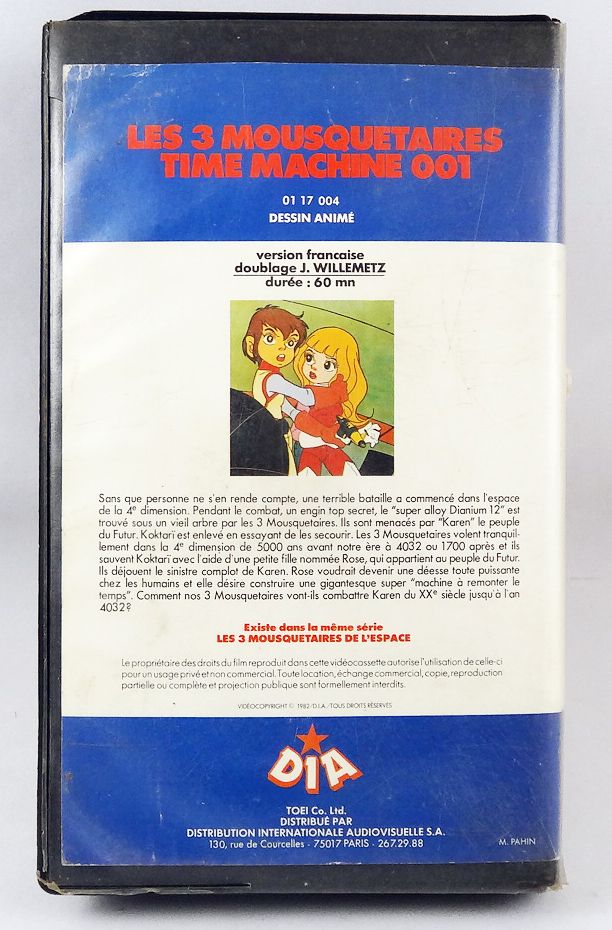 LES 3 MOUSQUETAIRES
TIME MACHINE 001
01 17 004
DESSIN ANIMÉ
version francaise
doublage J. WILLEMETZ
durée : 60 mn
Sans que personne ne s'en rende compte, une terrible bataille a commencé dans l'espace
de la 4e dimension. Pendant le combat, un engin top secret, le "super alloy Dianium 12" est
trouvé sous un vieil arbre par les 3 Mousquetaires. Ils sont menacés par "Karen" le peuple
du Futur. Koktarï est enlevé en essayant de les secourir. Les 3 Mousquetaires volent tranquil-
lement dans la 4e dimension de 5000 ans avant notre ère à 4032 ou 1700 après et ils
sauvent Koktarï avec l'aide d'une petite fille nommée Rose, qui appartient au peuple du Futur.
Ils déjouent le sinistre complot de Karen. Rose voudrait devenir une déesse toute puissante
chez les humains et elle désire construire une gigantesque super "machine à remonter le
temps". Comment nos 3 Mousquetaires vont-ils combattre Karen du XXe siècle jusqu'à l'an
4032?
Existe dans la même série
LES 3 MOUSQUETAIRES DE L'ESPACE
Le propriétaire des droits du film reproduit dans cette vidéocassette autorise l'utilisation de celle-ci
pour un usage privé et non commercial. Toute location, échange commercial, copie, reproduction
partielle ou complète et projection publique sont formellement interdits.
VIDÉOCOPYRIGHT © 1982/D.I.A./TOUS DROITS RÉSERVÉS
DIA
TOEI Co. Ltd.
DISTRIBUÉ PAR
DISTRIBUTION INTERNATIONALE AUDIOVISUELLE S.A.
130, rue de Courcelles - 75017 PARIS - 267.29.88
M. PAHIN